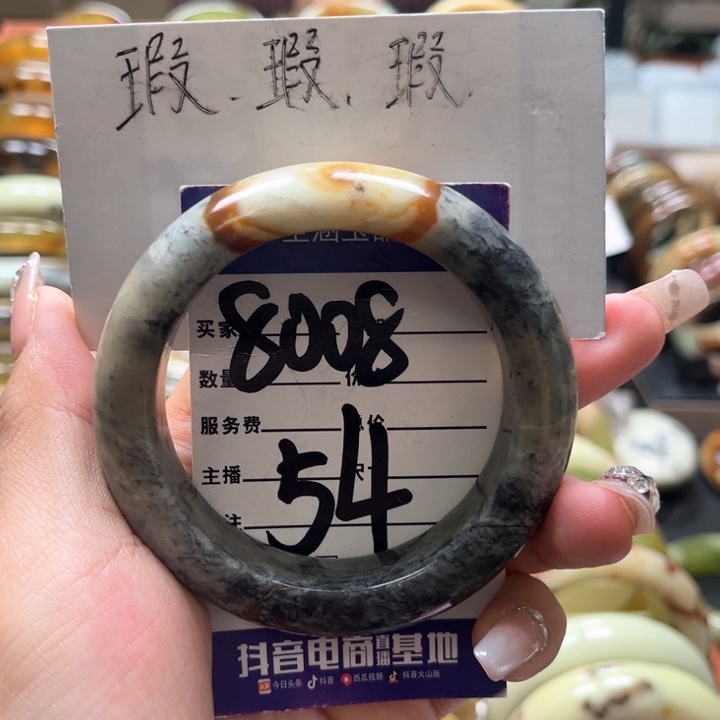 瑕.瑕.瑕.
买家
8008
数量
服务费
主播
54
注
抖音电商直播基地
今日头条 抖音 西瓜视频 抖音火山版